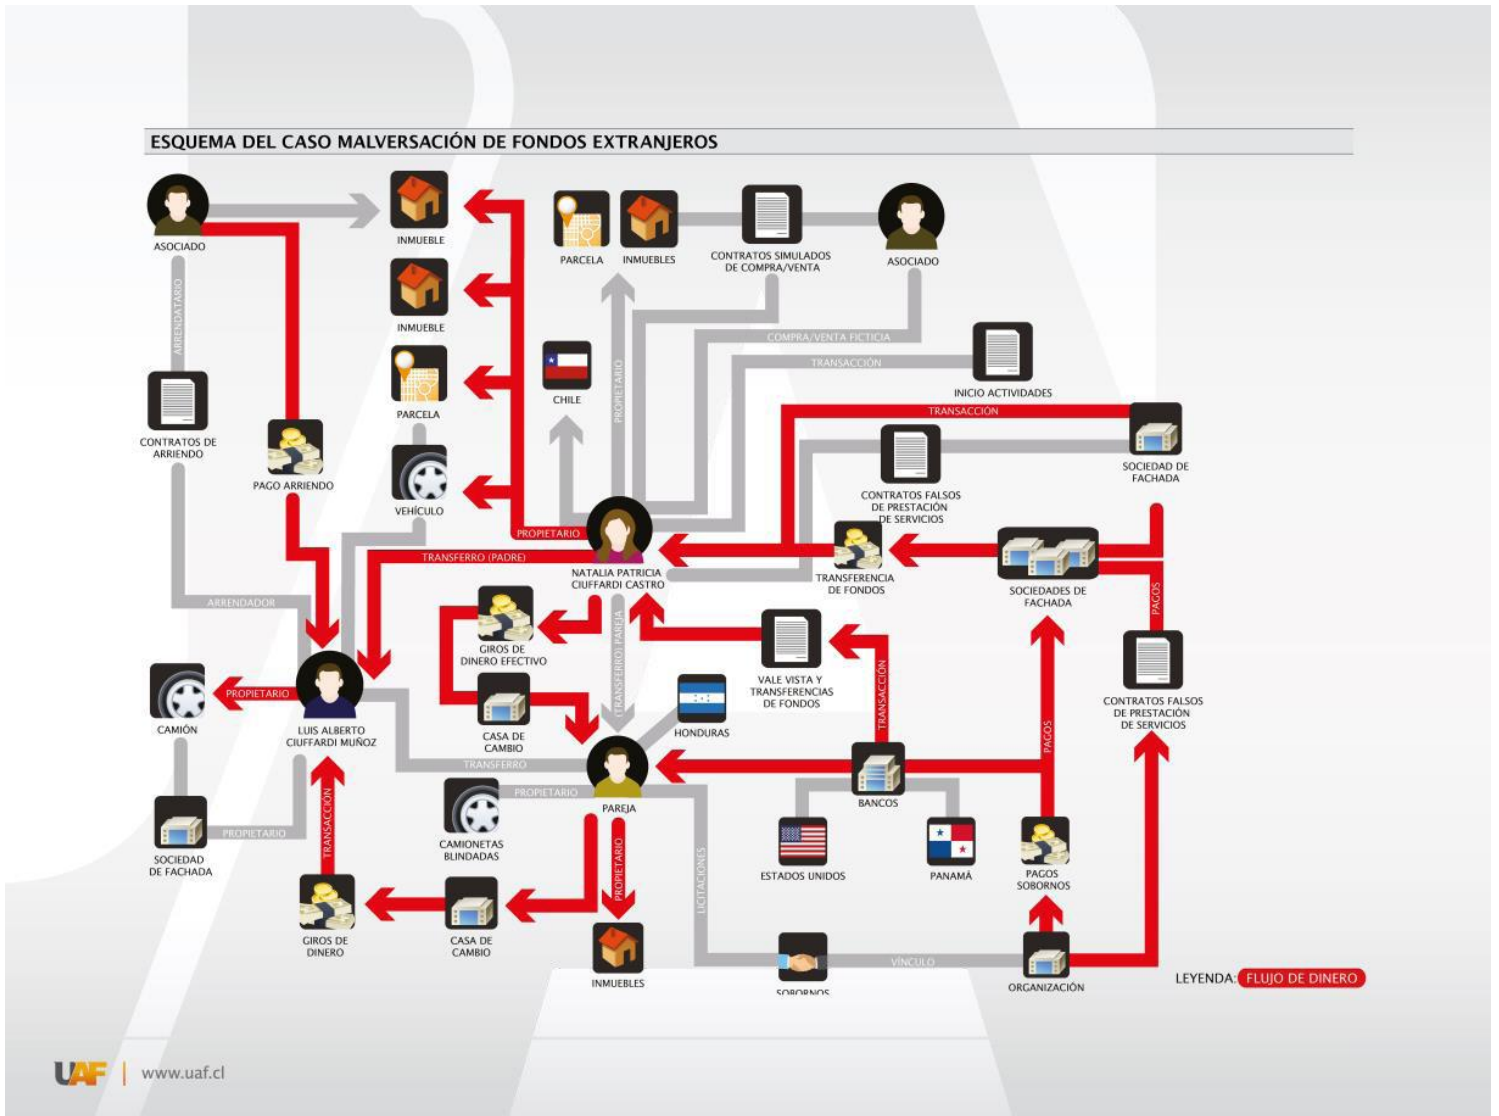 ESQUEMA DEL CASO MALVERSACIÓN DE FONDOS EXTRANJEROS
ASOCIADO
INMUEBLE
PARCELA
INMUEBLES
CONTRATOS SIMULADOS
DE COMPRA/VENTA
ASOCIADO
ARRENDATARIO
INMUEBLE
COMPRA/VENTA FICTICIA
TRANSACCIÓN
PROPIETARIO
CHILE
INICIO ACTIVIDADES
PARCELA
TRANSACCIÓN
CONTRATOS DE
ARRIENDO
PAGO ARRIENDO
VEHÍCULO
CONTRATOS FALSOS
DE PRESTACIÓN
DE SERVICIOS
SOCIEDAD DE
FACHADA
PROPIETARIO
TRANSFERRO (PADRE)
NATALIA PATRICIA
CIUFFARDI CASTRO
TRANSFERENCIA
DE FONDOS
SOCIEDADES DE
FACHADA
PAGOS
ARRENDADOR
GIROS DE
DINERO EFECTIVO
(TRANSFERRO) PAREJA
VALE VISTA Y
TRANSFERENCIAS
DE FONDOS
TRANSACCIÓN
CONTRATOS FALSOS
DE PRESTACIÓN
DE SERVICIOS
PROPIETARIO
CAMIÓN
LUIS ALBERTO
CIUFFARDI MUÑOZ
CASA DE
CAMBIO
HONDURAS
PAGOS
TRANSFERRO
PROPIETARIO
PAREJA
BANCOS
TRANSACCIÓN
PROPIETARIO
CAMIONETAS
BLINDADAS
SOCIEDAD
DE FACHADA
PROPIETARIO
LICITACIONES
ESTADOS UNIDOS
PANAMÁ
PAGOS
SOBORNOS
GIROS DE
DINERO
CASA DE
CAMBIO
INMUEBLES
SOBORNOS
VÍNCULO
ORGANIZACIÓN
LEYENDA: FLUJO DE DINERO
UAF | www.uaf.cl